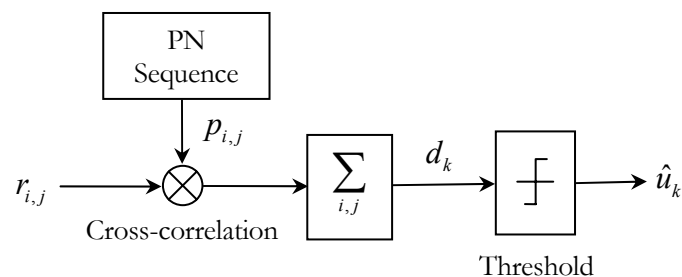 PN
Sequence
p_{i,j}
r_{i,j}
Cross-correlation
∑
i,j
d_k
û_k
Threshold